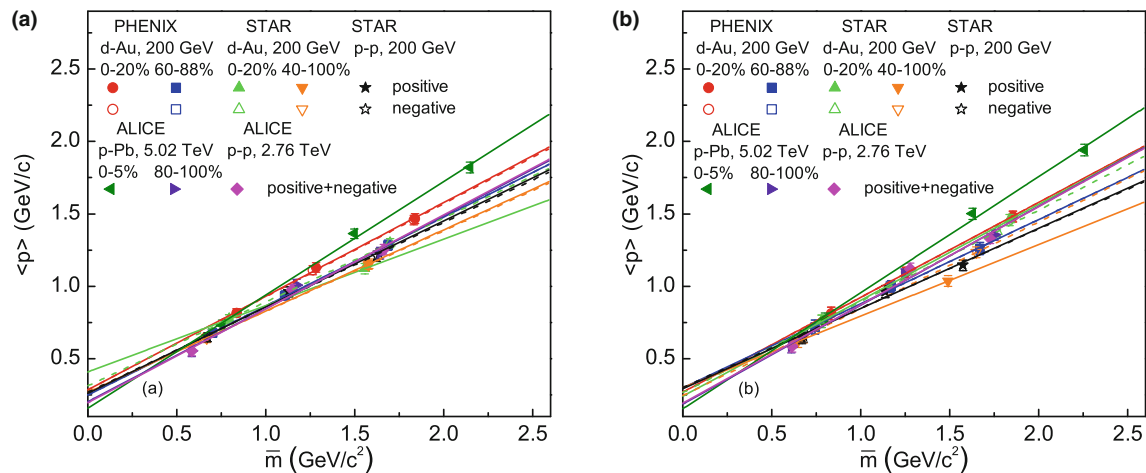 (a)
PHENIX STAR STAR
d-Au, 200 GeV d-Au, 200 GeV p-p, 200 GeV
0-20% 60-88% 0-20% 40-100%
positive
negative
ALICE ALICE
p-Pb, 5.02 TeV p-p, 2.76 TeV
0-5% 80-100%
positive+negative
2.5
2.0
1.5
1.0
0.5
<p> (GeV/c)
(a)
0.0 0.5 1.0 1.5 2.0 2.5
m̅ (GeV/c²)
(b)
PHENIX STAR STAR
d-Au, 200 GeV d-Au, 200 GeV p-p, 200 GeV
0-20% 60-88% 0-20% 40-100%
positive
negative
ALICE ALICE
p-Pb, 5.02 TeV p-p, 2.76 TeV
0-5% 80-100%
positive+negative
2.5
2.0
1.5
1.0
0.5
<p> (GeV/c)
(b)
0.0 0.5 1.0 1.5 2.0 2.5
m̅ (GeV/c²)